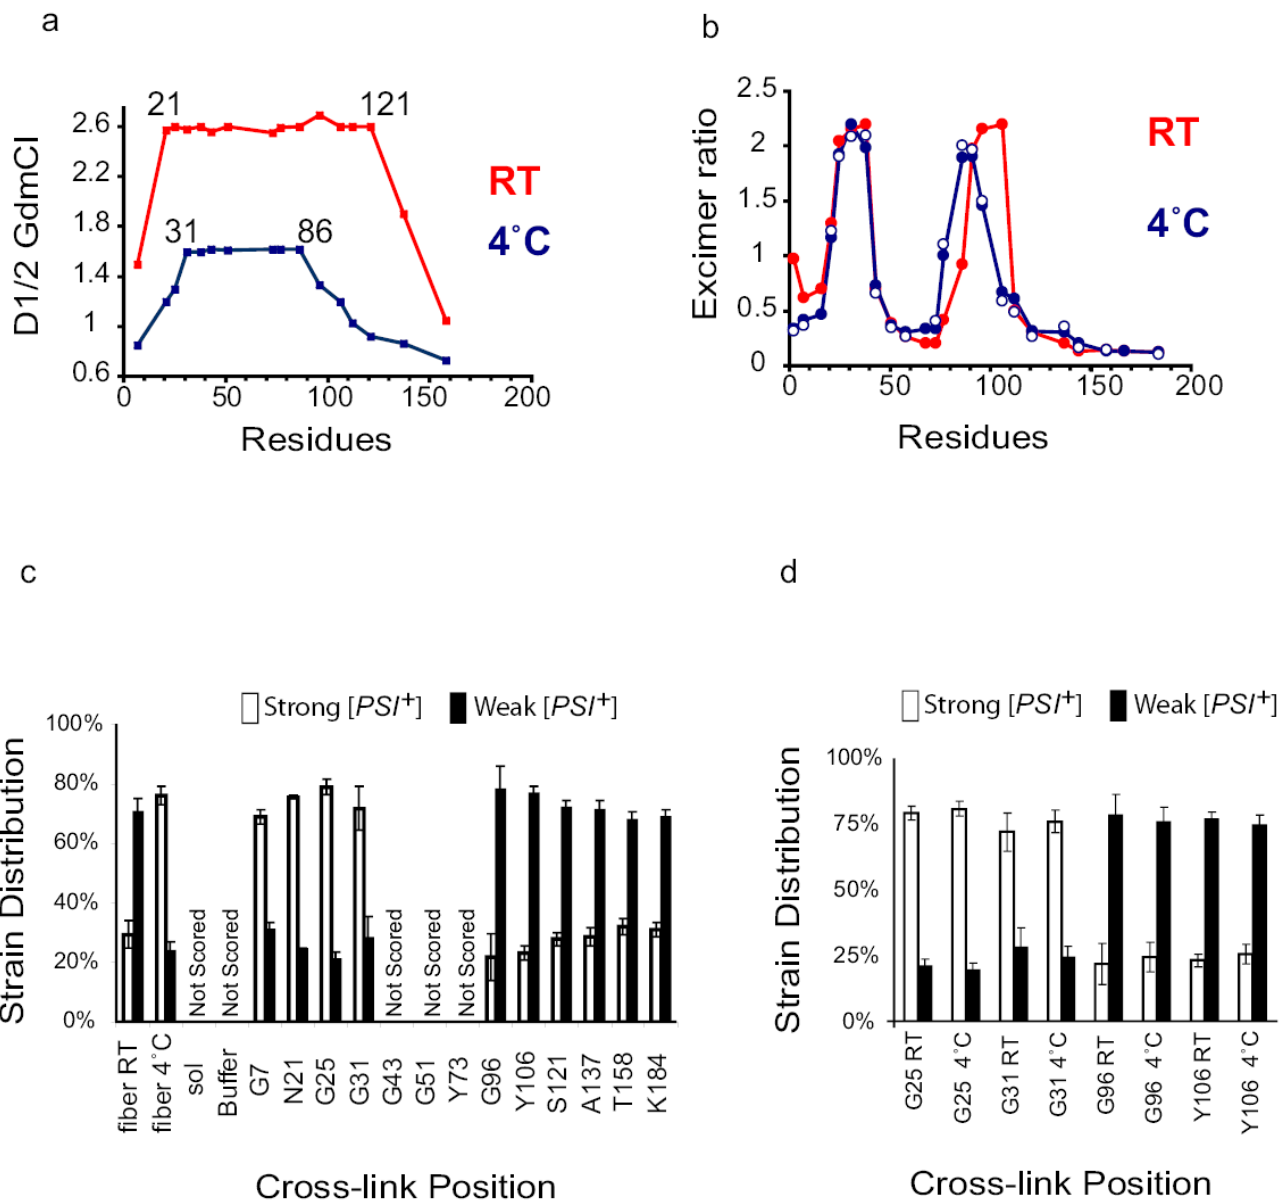 a
b
D1/2 GdmCl
2.6
2.2
1.8
1.4
1
0.6
21
121
31
86
RT
4˚C
0
50
100
150
200
Residues
Excimer ratio
2.5
2
1.5
1
0.5
0
RT
4˚C
0
50
100
150
200
Residues
c
d
Strong [PSI+]
Weak [PSI+]
Strain Distribution
100%
80%
60%
40%
20%
0%
Not Scored
Not Scored
Not Scored
Not Scored
Not Scored
fiber RT
fiber 4˚C
sol
Buffer
G7
N21
G25
G31
G43
G51
Y73
G96
Y106
S121
A137
T158
K184
Cross-link Position
Strong [PSI+]
Weak [PSI+]
Strain Distribution
100%
75%
50%
25%
0%
G25 RT
G25 4˚C
G31 RT
G31 4˚C
G96 RT
G96 4˚C
Y106 RT
Y106 4˚C
Cross-link Position